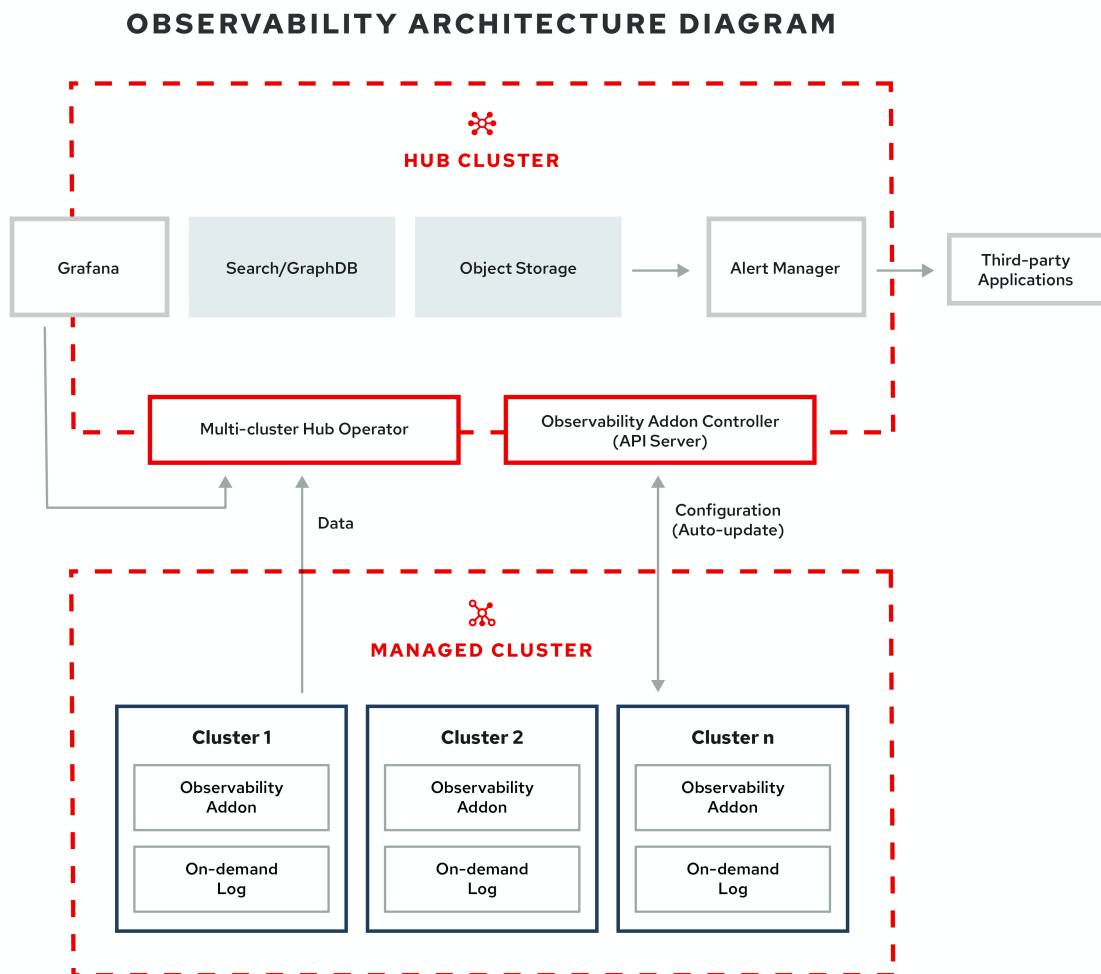 OBSERVABILITY ARCHITECTURE DIAGRAM
HUB CLUSTER
Grafana
Search/GraphDB
Object Storage
Alert Manager
Third-party
Applications
Multi-cluster Hub Operator
Observability Addon Controller
(API Server)
Data
Configuration
(Auto-update)
MANAGED CLUSTER
Cluster 1
Observability
Addon
On-demand
Log
Cluster 2
Observability
Addon
On-demand
Log
Cluster n
Observability
Addon
On-demand
Log